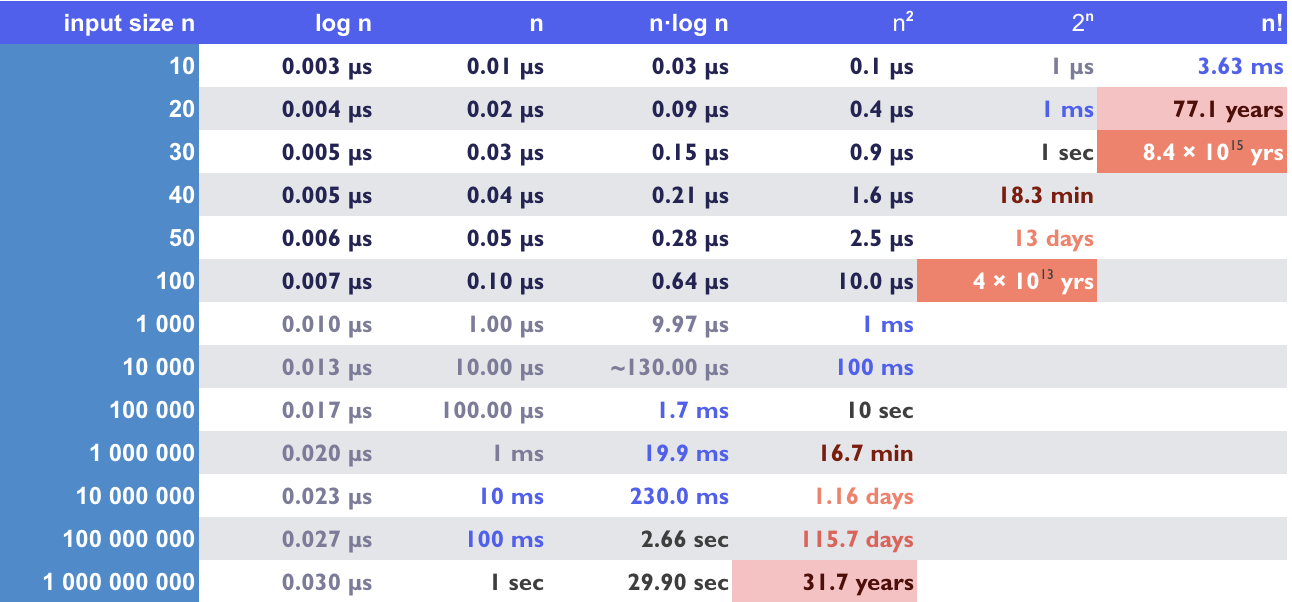 input size n log n n n·log n n² 2ⁿ n!
10 0.003 µs 0.01 µs 0.03 µs 0.1 µs 1 µs 3.63 ms
20 0.004 µs 0.02 µs 0.09 µs 0.4 µs 1 ms 77.1 years
30 0.005 µs 0.03 µs 0.15 µs 0.9 µs 1 sec 8.4 × 10¹⁵ yrs
40 0.005 µs 0.04 µs 0.21 µs 1.6 µs 18.3 min
50 0.006 µs 0.05 µs 0.28 µs 2.5 µs 13 days
100 0.007 µs 0.10 µs 0.64 µs 10.0 µs 4 × 10¹³ yrs
1 000 0.010 µs 1.00 µs 9.97 µs 1 ms
10 000 0.013 µs 10.00 µs ~130.00 µs 100 ms
100 000 0.017 µs 100.00 µs 1.7 ms 10 sec
1 000 000 0.020 µs 1 ms 19.9 ms 16.7 min
10 000 000 0.023 µs 10 ms 230.0 ms 1.16 days
100 000 000 0.027 µs 100 ms 2.66 sec 115.7 days
1 000 000 000 0.030 µs 1 sec 29.90 sec 31.7 years